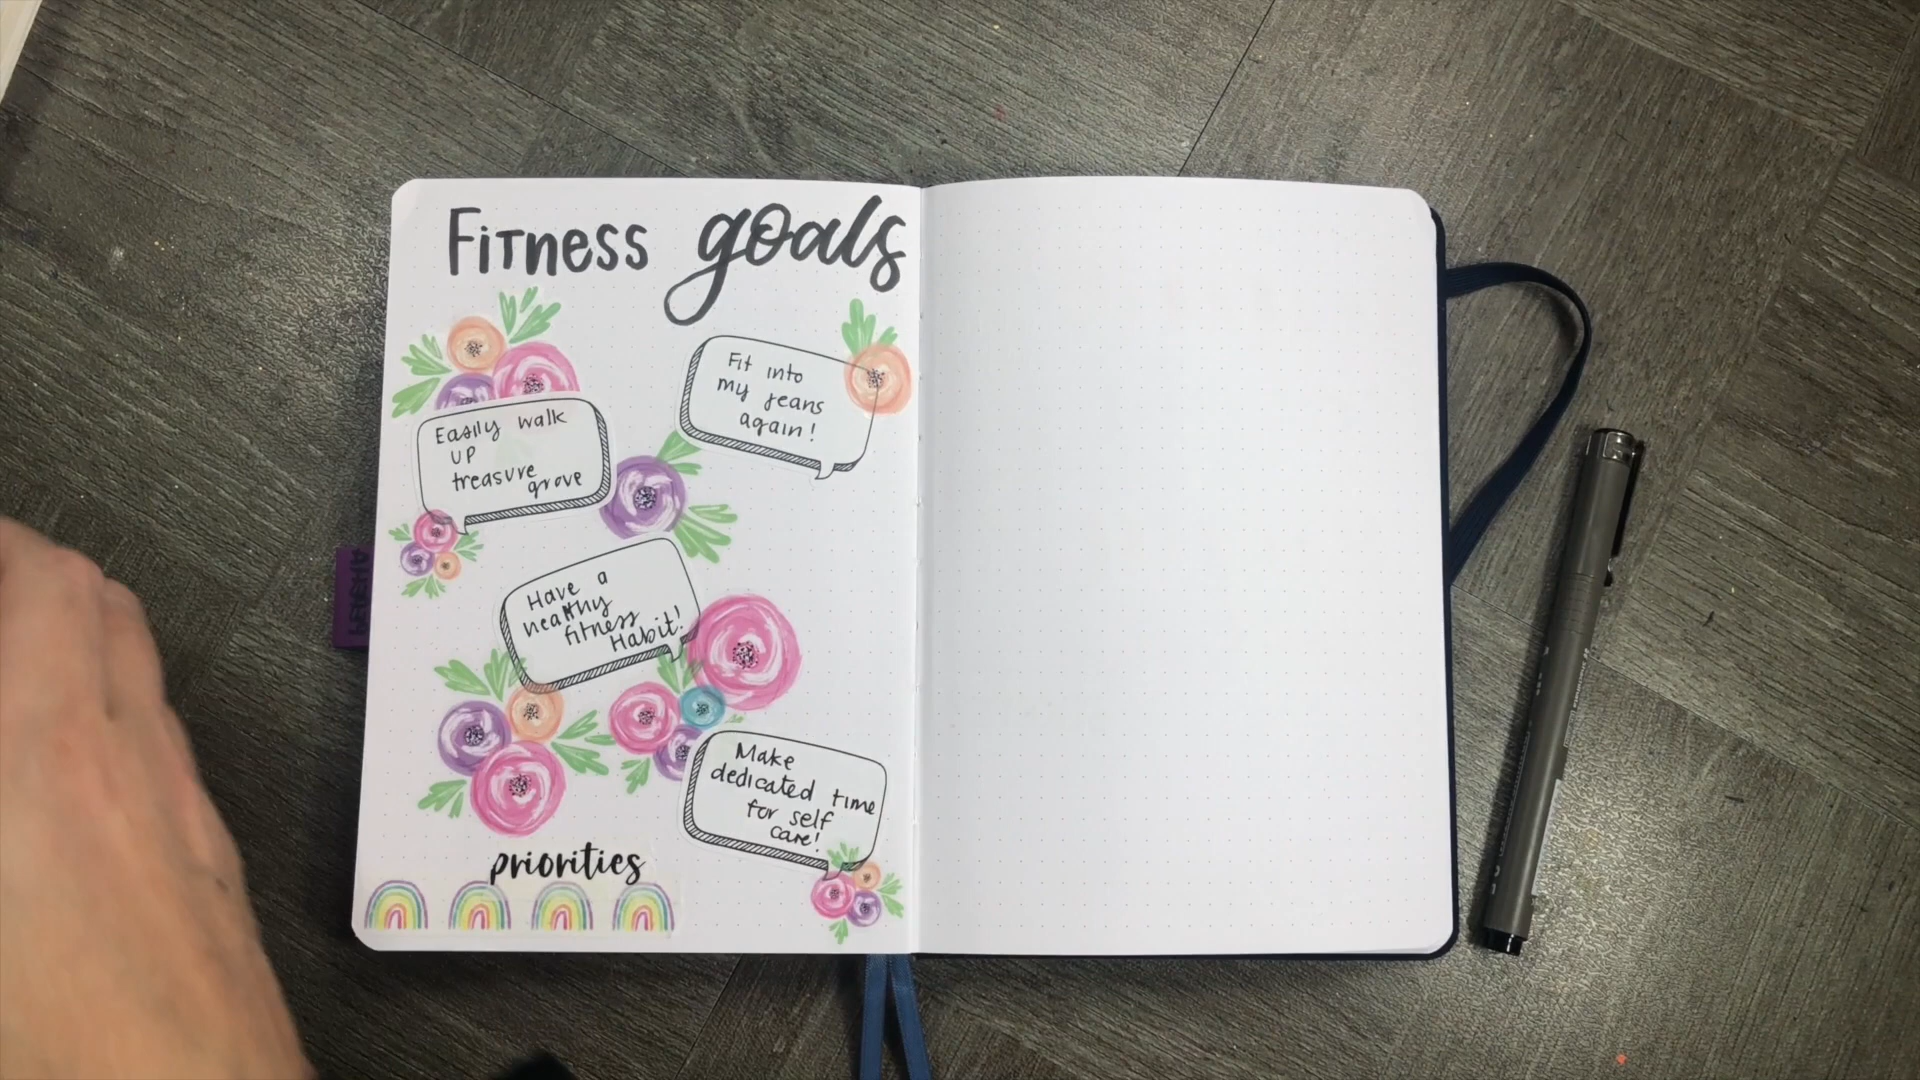 Fitness goals
Fit into
my jeans
again!
Easily walk
up
treasure
grove
Have a
healthy
fitness
Habit!
Make
dedicated time
for self
care!
priorities